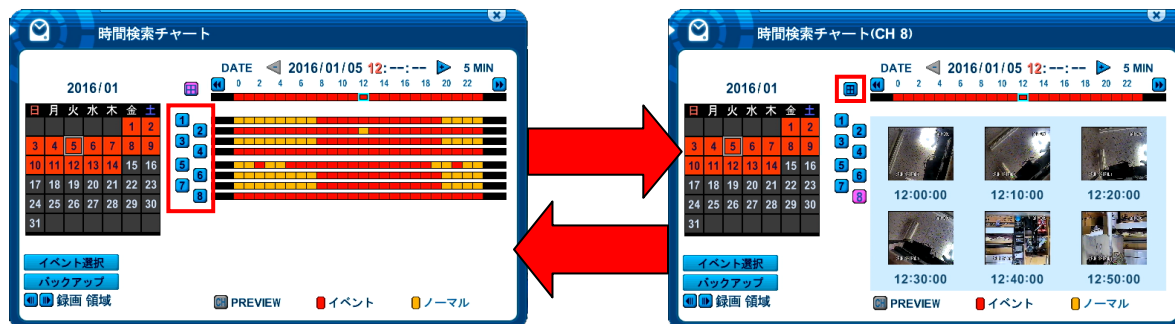 時間検索チャート
DATE 2016/01/05 12:--:-- 5 MIN
0 2 4 6 8 10 12 14 16 18 20 22
2016/01
日 月 火 水 木 金 土
1 2
3 4 5 6 7 8 9
10 11 12 13 14 15 16
17 18 19 20 21 22 23
24 25 26 27 28 29 30
31
1
2
3
4
5
6
7
8
イベント選択
バックアップ
録画 領域
CH PREVIEW イベント ノーマル
時間検索チャート(CH 8)
DATE 2016/01/05 12:--:-- 5 MIN
0 2 4 6 8 10 12 14 16 18 20 22
2016/01
日 月 火 水 木 金 土
1 2
3 4 5 6 7 8 9
10 11 12 13 14 15 16
17 18 19 20 21 22 23
24 25 26 27 28 29 30
31
1
2
3
4
5
6
7
8
12:00:00 12:10:00 12:20:00
12:30:00 12:40:00 12:50:00
イベント選択
バックアップ
録画 領域
CH PREVIEW イベント ノーマル